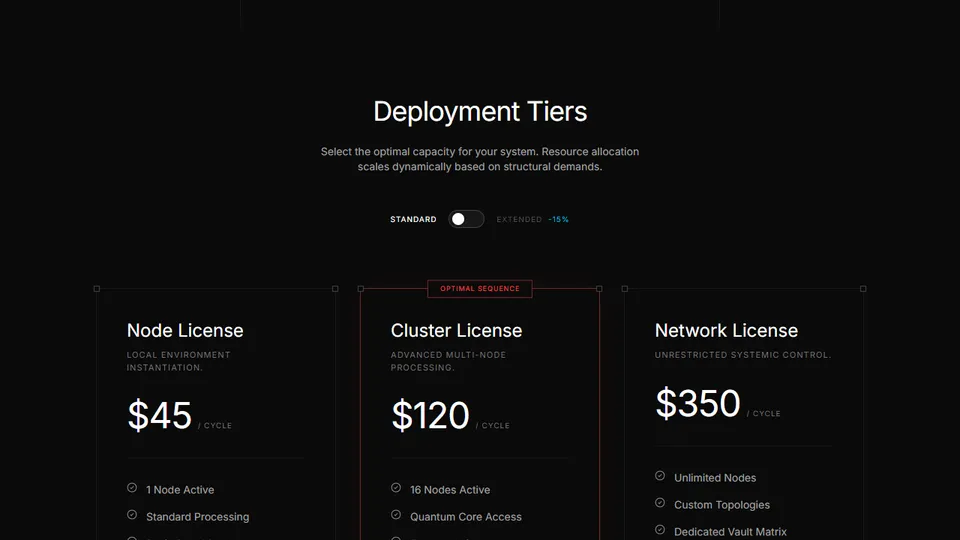 Deployment Tiers
Select the optimal capacity for your system. Resource allocation
scales dynamically based on structural demands.
STANDARD EXTENDED -15%
OPTIMAL SEQUENCE
Node License
LOCAL ENVIRONMENT
INSTANTIATION.
$45 / CYCLE
1 Node Active
Standard Processing
Cluster License
ADVANCED MULTI-NODE
PROCESSING.
$120 / CYCLE
16 Nodes Active
Quantum Core Access
Network License
UNRESTRICTED SYSTEMIC CONTROL.
$350 / CYCLE
Unlimited Nodes
Custom Topologies
Dedicated Vault Matrix